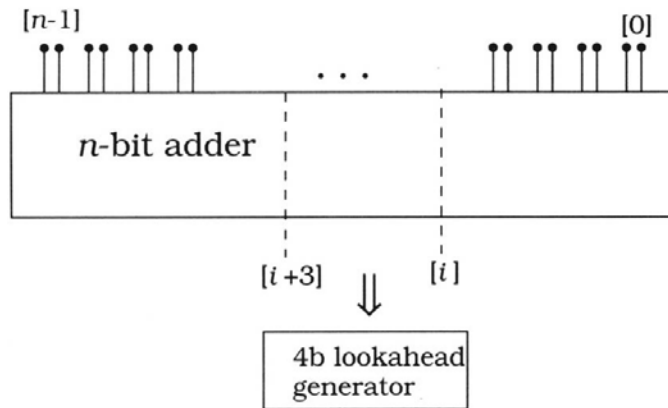 [n-1]
[0]
. . .
n-bit adder
[i+3]
[i]
4b lookahead
generator